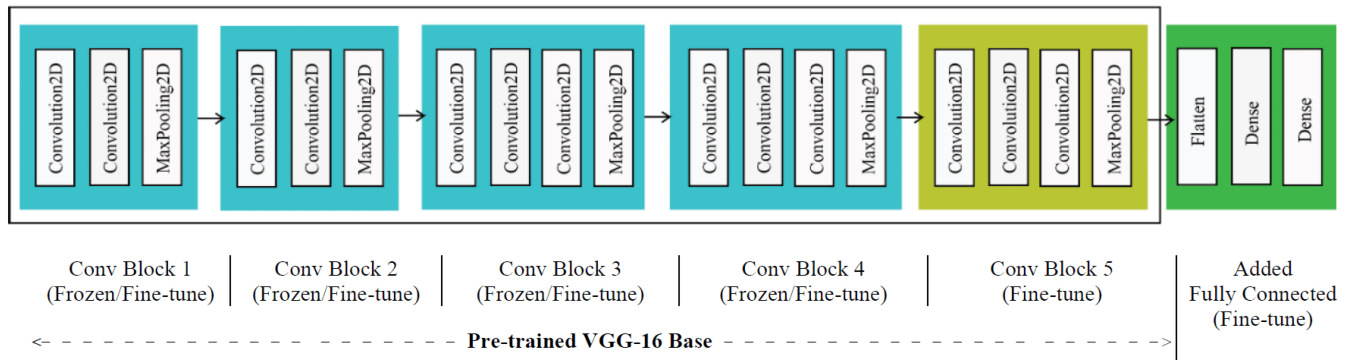 Convolution2D
Convolution2D
MaxPooling2D
Convolution2D
Convolution2D
MaxPooling2D
Convolution2D
Convolution2D
Convolution2D
MaxPooling2D
Convolution2D
Convolution2D
Convolution2D
MaxPooling2D
Convolution2D
Convolution2D
Convolution2D
MaxPooling2D
Flatten
Dense
Dense
Conv Block 1
(Frozen/Fine-tune)
Conv Block 2
(Frozen/Fine-tune)
Conv Block 3
(Frozen/Fine-tune)
Conv Block 4
(Frozen/Fine-tune)
Conv Block 5
(Fine-tune)
Added
Fully Connected
(Fine-tune)
Pre-trained VGG-16 Base